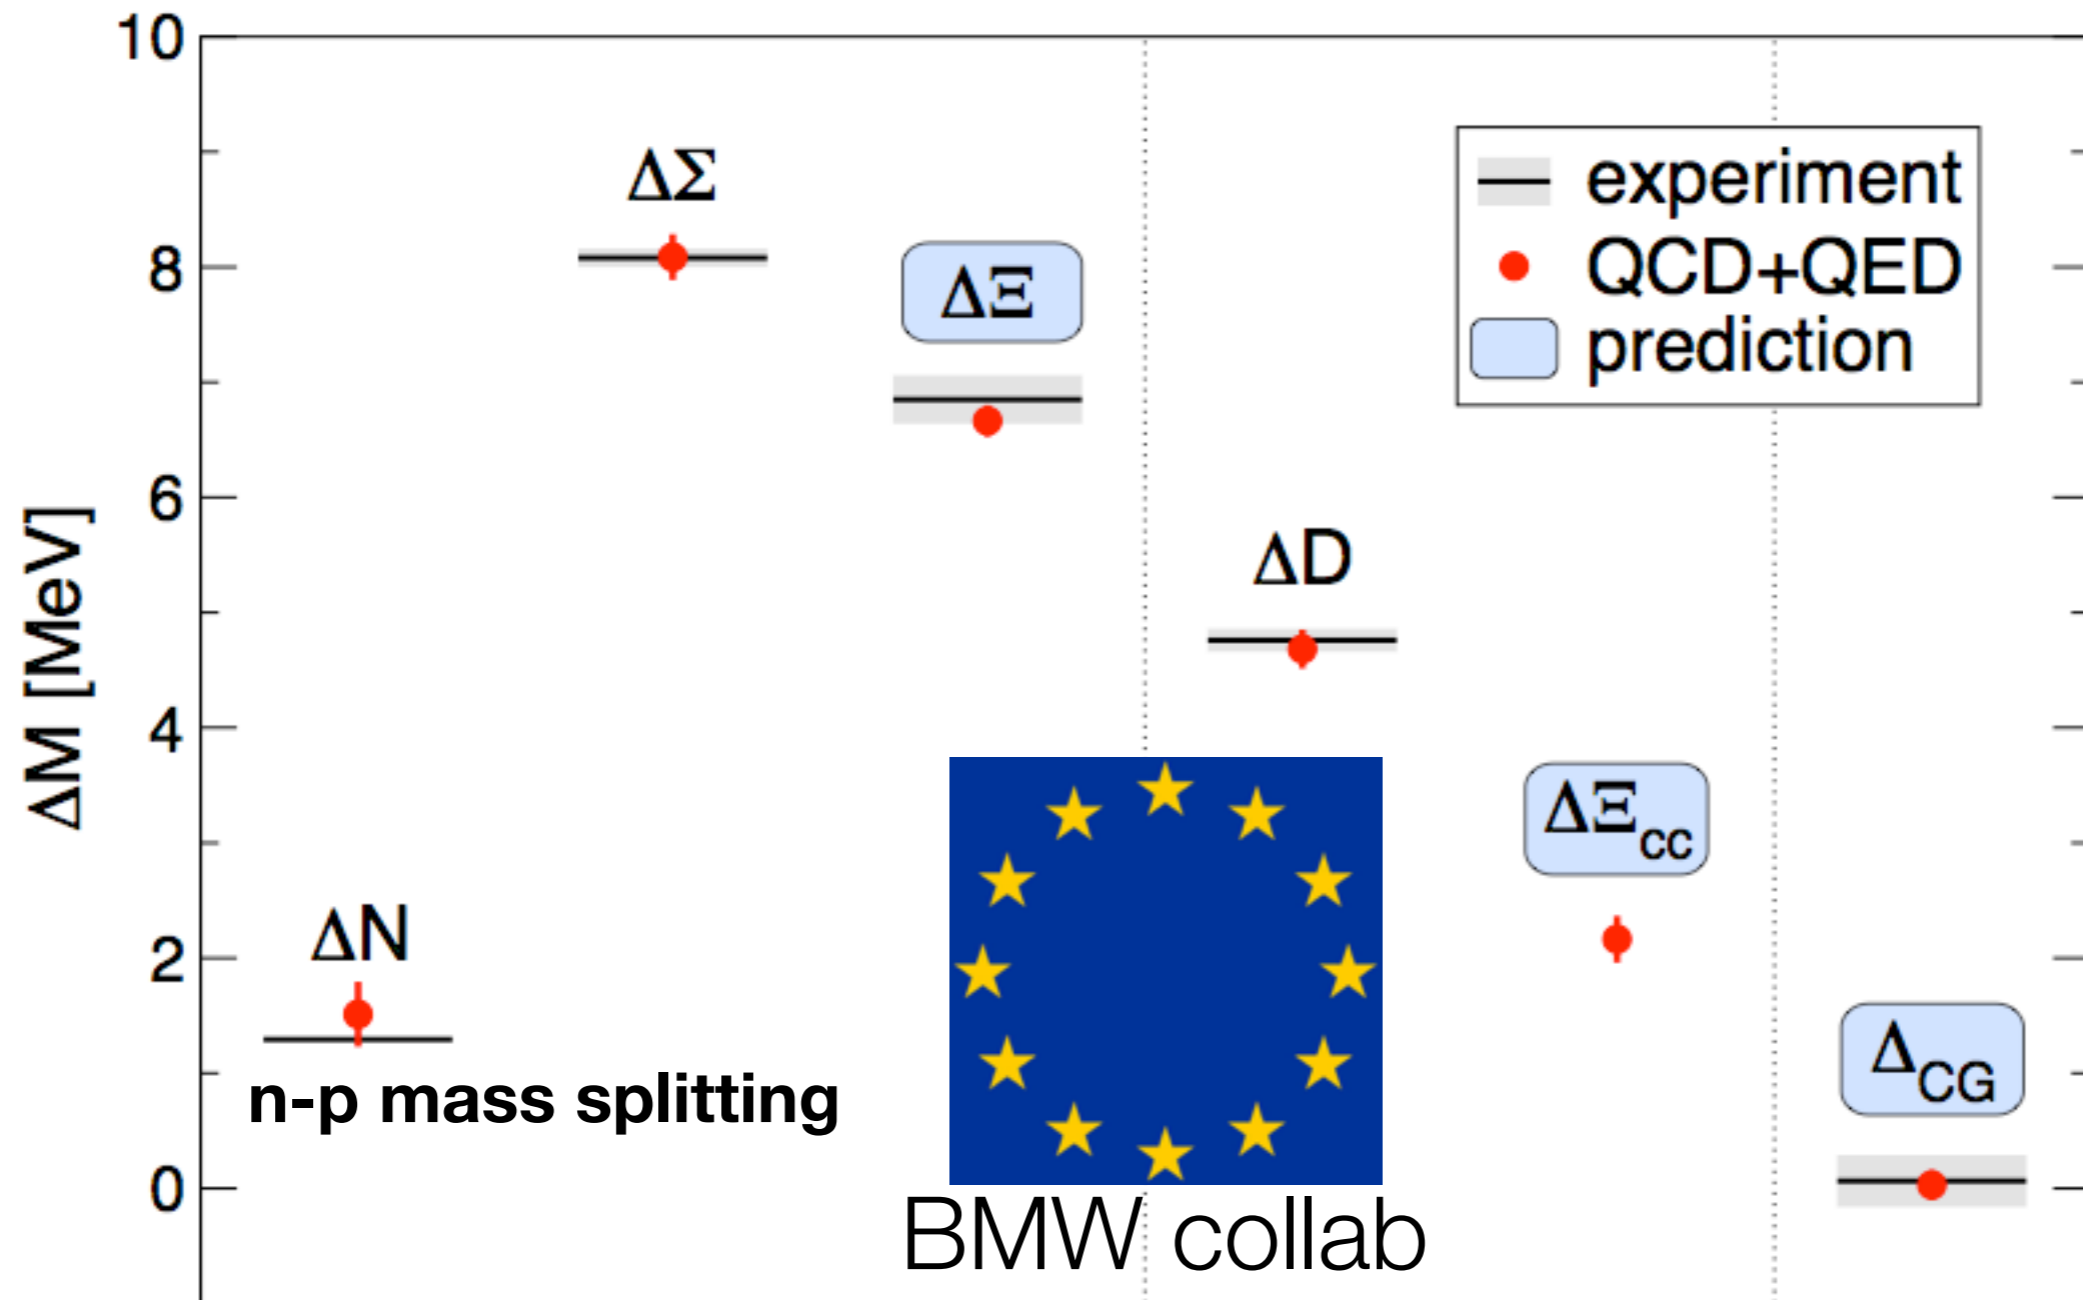 10
ΔΣ
experiment
8
QCD+QED
ΔΞ
prediction
6
ΔM [MeV]
ΔD
4
ΔΞcc
ΔN
2
ΔCG
n-p mass splitting
0
BMW collab